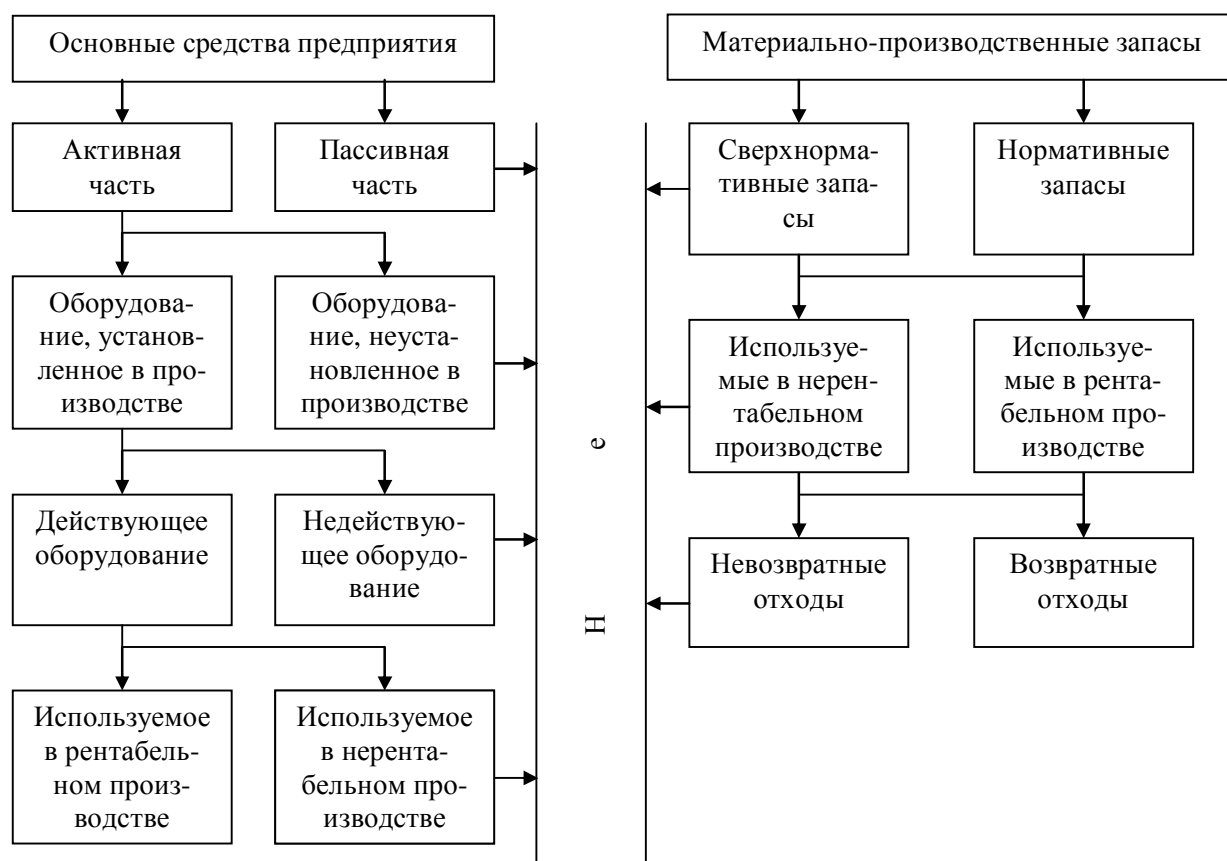 Основные средства предприятия
Материально-производственные запасы
Активная
часть
Пассивная
часть
Сверхнорма-
тивные запа-
сы
Нормативные
запасы
Оборудова-
ние, установ-
ленное в про-
изводстве
Оборудова-
ние, неуста-
новленное в
производстве
Используе-
мые в нерен-
табельном
производстве
Используе-
мые в рента-
бельном про-
изводстве
Действующее
оборудование
Недействую-
щее оборудо-
вание
Невозвратные
отходы
Возвратные
отходы
Используемое
в рентабель-
ном произ-
водстве
Используемое
в нерента-
бельном про-
изводстве
Н е